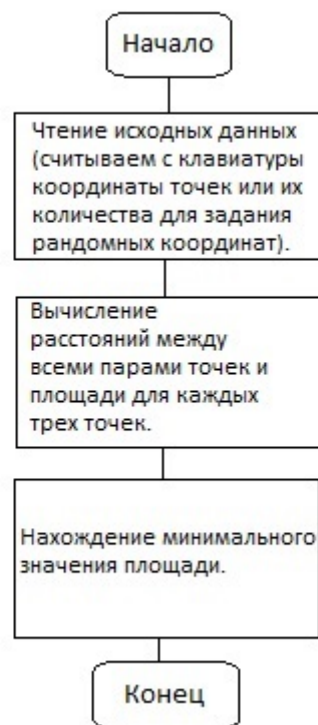 Начало
Чтение исходных данных
(считываем с клавиатуры
координаты точек или их
количества для задания
рандомных координат).
Вычисление
расстояний между
всеми парами точек и
площади для каждых
трех точек.
Нахождение минимального
значения площади.
Конец